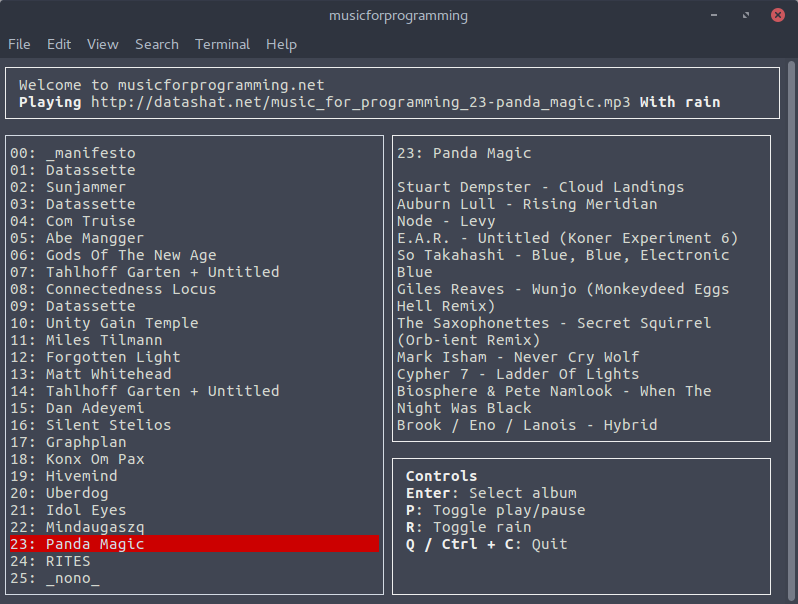 musicforprogramming
File Edit View Search Terminal Help
Welcome to musicforprogramming.net
Playing http://datashat.net/music_for_programming_23-panda_magic.mp3 With rain
00: _manifesto
01: Datassette
02: Sunjammer
03: Datassette
04: Com Truise
05: Abe Mangger
06: Gods Of The New Age
07: Tahlhoff Garten + Untitled
08: Connectedness Locus
09: Datassette
10: Unity Gain Temple
11: Miles Tilmann
12: Forgotten Light
13: Matt Whitehead
14: Tahlhoff Garten + Untitled
15: Dan Adeyemi
16: Silent Stelios
17: Graphplan
18: Konx Om Pax
19: Hivemind
20: Uberdog
21: Idol Eyes
22: Mindaugaszq
23: Panda Magic
24: RITES
25: _nono_
23: Panda Magic
Stuart Dempster - Cloud Landings
Auburn Lull - Rising Meridian
Node - Levy
E.A.R. - Untitled (Koner Experiment 6)
So Takahashi - Blue, Blue, Electronic
Blue
Giles Reaves - Wunjo (Monkeydeed Eggs
Hell Remix)
The Saxophonettes - Secret Squirrel
(Orb-ient Remix)
Mark Isham - Never Cry Wolf
Cypher 7 - Ladder Of Lights
Biosphere & Pete Namlook - When The
Night Was Black
Brook / Eno / Lanois - Hybrid
Controls
Enter: Select album
P: Toggle play/pause
R: Toggle rain
Q / Ctrl + C: Quit